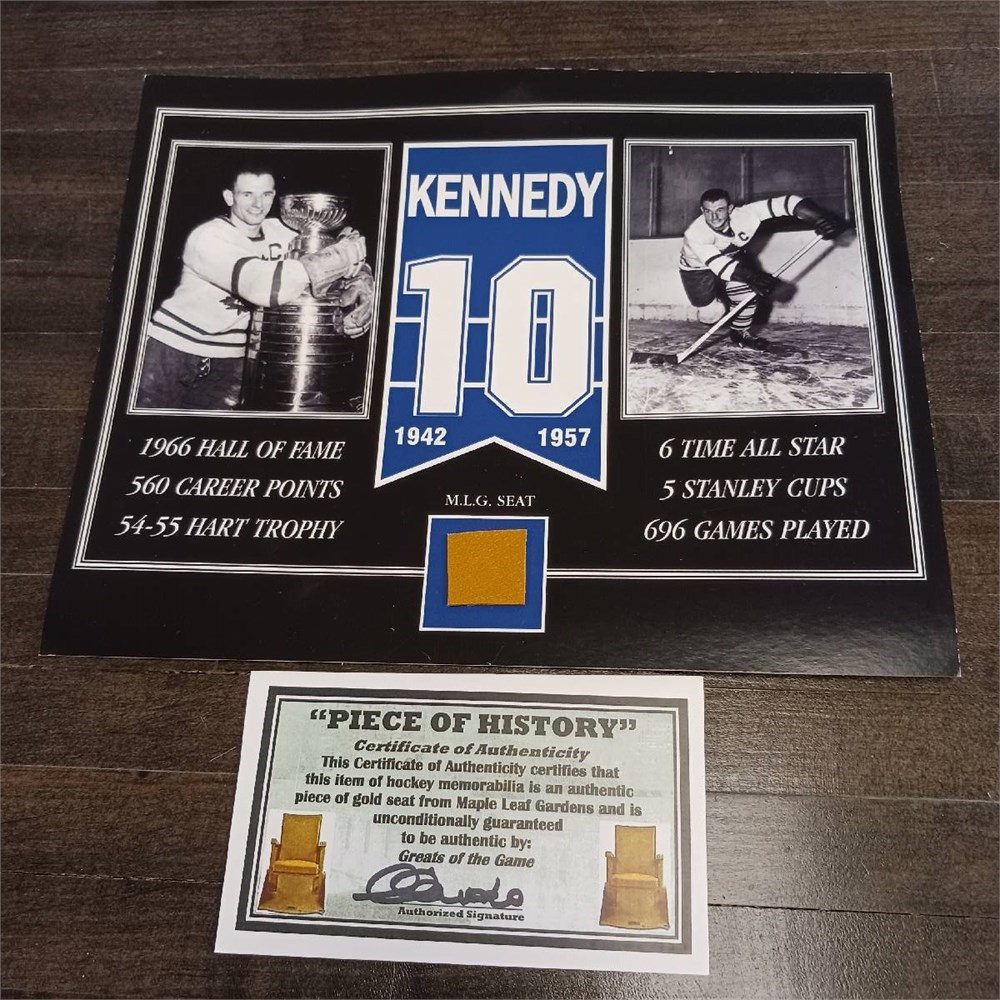 KENNEDY
10
1942 1957
1966 HALL OF FAME
560 CAREER POINTS
54-55 HART TROPHY
6 TIME ALL STAR
5 STANLEY CUPS
696 GAMES PLAYED
M.L.G. SEAT
C
C
"PIECE OF HISTORY"
Certificate of Authenticity
This Certificate of Authenticity certifies that
this item of hockey memorabilia is an authentic
piece of gold seat from Maple Leaf Gardens and is
unconditionally guaranteed
to be authentic by:
Greats of the Game
Authorized Signature